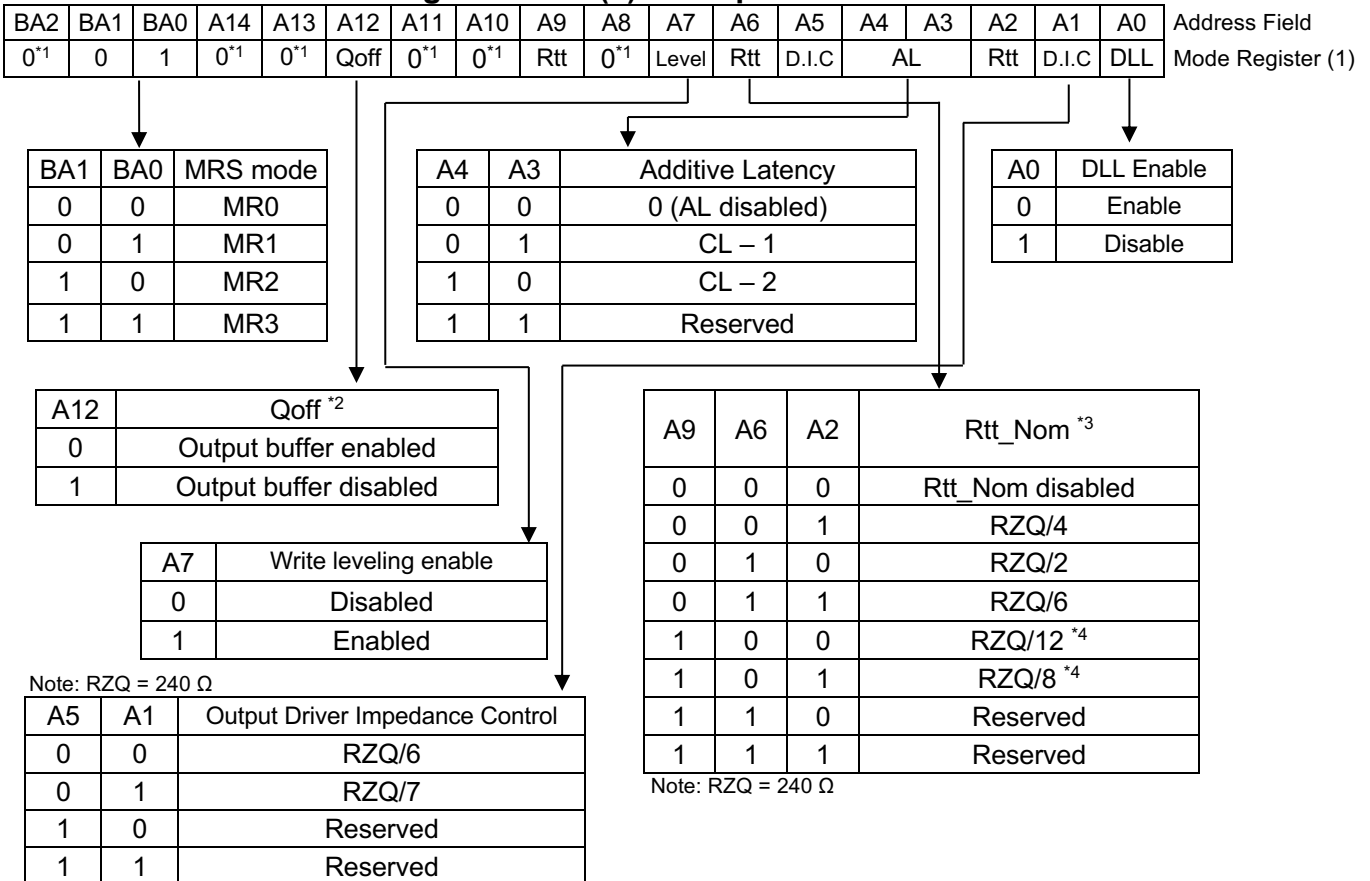 BA2 BA1 BA0 A14 A13 A12 A11 A10 A9 A8 A7 A6 A5 A4 A3 A2 A1 A0 Address Field
0*1 0 1 0*1 0*1 Qoff 0*1 0*1 Rtt 0*1 Level Rtt D.I.C AL Rtt D.I.C DLL Mode Register (1)
BA1 BA0 MRS mode
0 0 MR0
0 1 MR1
1 0 MR2
1 1 MR3
A4 A3 Additive Latency
0 0 0 (AL disabled)
0 1 CL – 1
1 0 CL – 2
1 1 Reserved
A0 DLL Enable
0 Enable
1 Disable
A12 Qoff *2
0 Output buffer enabled
1 Output buffer disabled
A7 Write leveling enable
0 Disabled
1 Enabled
Note: RZQ = 240 Ω
A5 A1 Output Driver Impedance Control
0 0 RZQ/6
0 1 RZQ/7
1 0 Reserved
1 1 Reserved
A9 A6 A2 Rtt_Nom *3
0 0 0 Rtt_Nom disabled
0 0 1 RZQ/4
0 1 0 RZQ/2
0 1 1 RZQ/6
1 0 0 RZQ/12 *4
1 0 1 RZQ/8 *4
1 1 0 Reserved
1 1 1 Reserved
Note: RZQ = 240 Ω